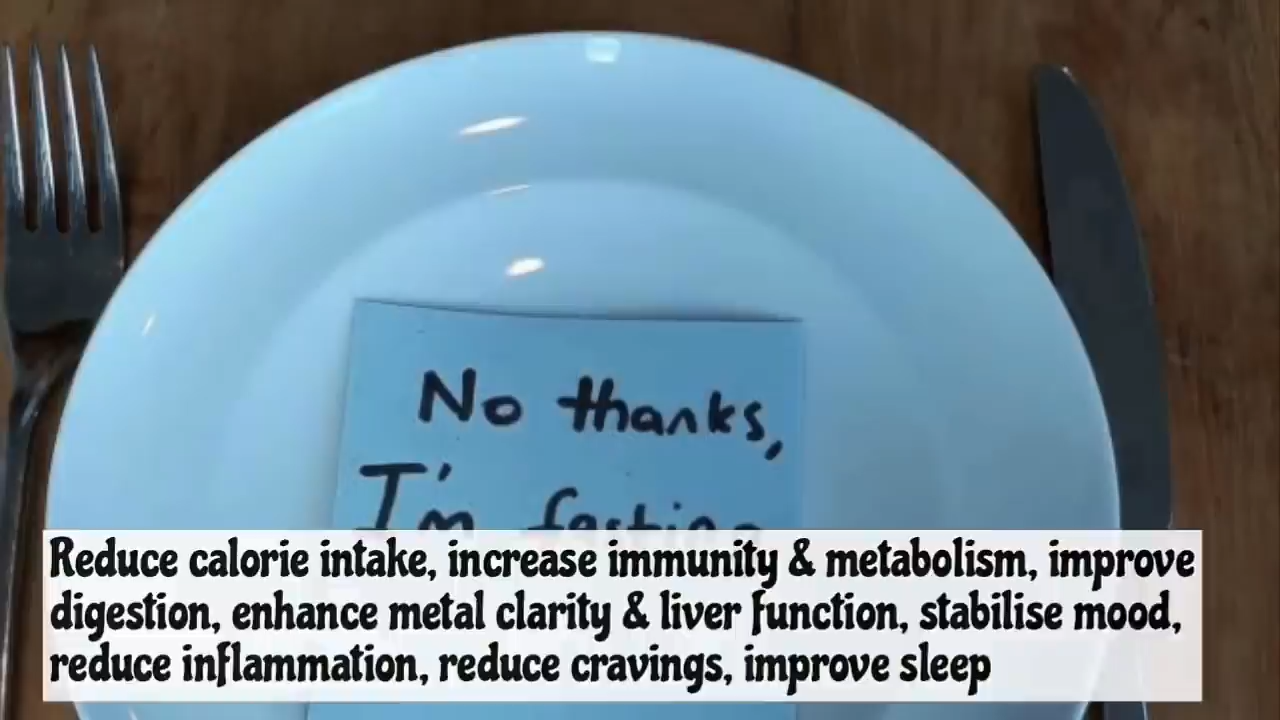 No thanks,
I'm fasting
Reduce calorie intake, increase immunity & metabolism, improve
digestion, enhance metal clarity & liver function, stabilise mood,
reduce inflammation, reduce cravings, improve sleep